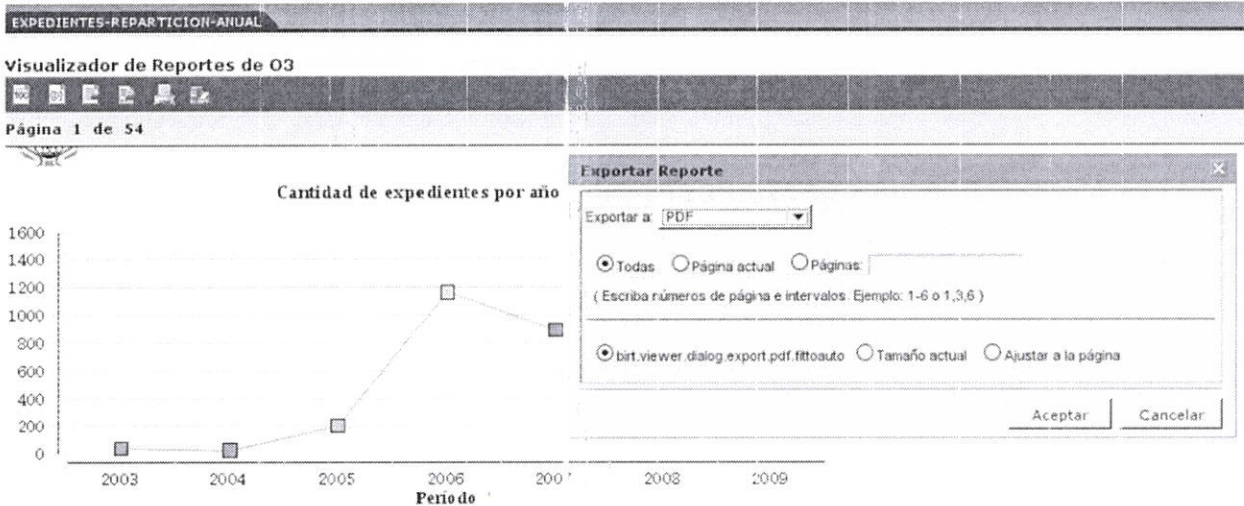 EXPEDIENTES-REPARTICION-ANUAL
Visualizador de Reportes de O3
Página 1 de 54
Cantidad de expedientes por año
1600
1400
1200
1000
800
600
400
200
0
2003 2004 2005 2006 200 2008 2009
Período
Exportar Reporte
Exportar a: PDF
Todas Página actual Páginas:
( Escriba números de página e intervalos. Ejemplo: 1-6 o 1,3,6 )
birt.viewer.dialog.export.pdf.fittoauto Tamaño actual Ajustar a la página
Aceptar Cancelar